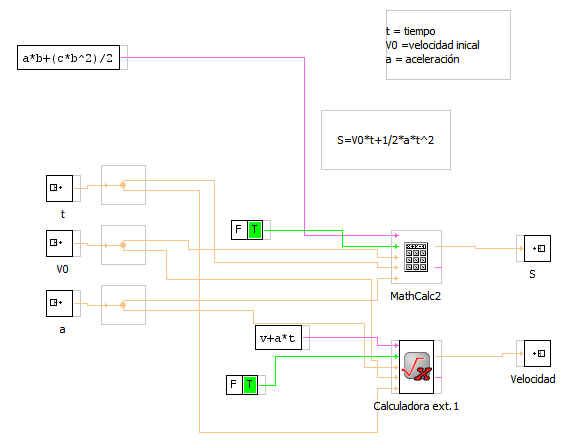 t = tiempo
V0 =velocidad inical
a = aceleración
a*b+(c*b^2)/2
S=V0*t+1/2*a*t^2
t
F T
V0
S
MathCalc2
a
v+a*t
F T
Velocidad
Calculadora ext.1